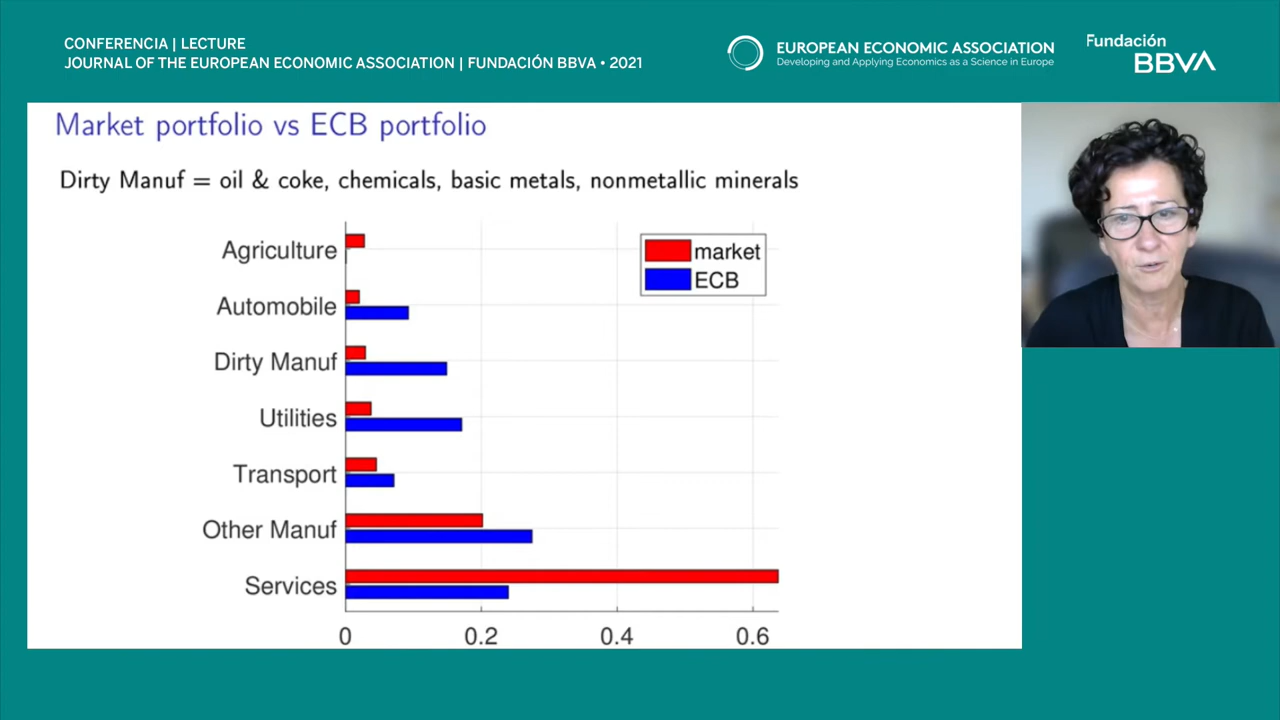 CONFERENCIA | LECTURE
JOURNAL OF THE EUROPEAN ECONOMIC ASSOCIATION | FUNDACIÓN BBVA • 2021
EUROPEAN ECONOMIC ASSOCIATION
Developing and Applying Economics as a Science in Europe
Fundación
BBVA
Market portfolio vs ECB portfolio
Dirty Manuf = oil & coke, chemicals, basic metals, nonmetallic minerals
market
ECB
Agriculture
Automobile
Dirty Manuf
Utilities
Transport
Other Manuf
Services
0 0.2 0.4 0.6